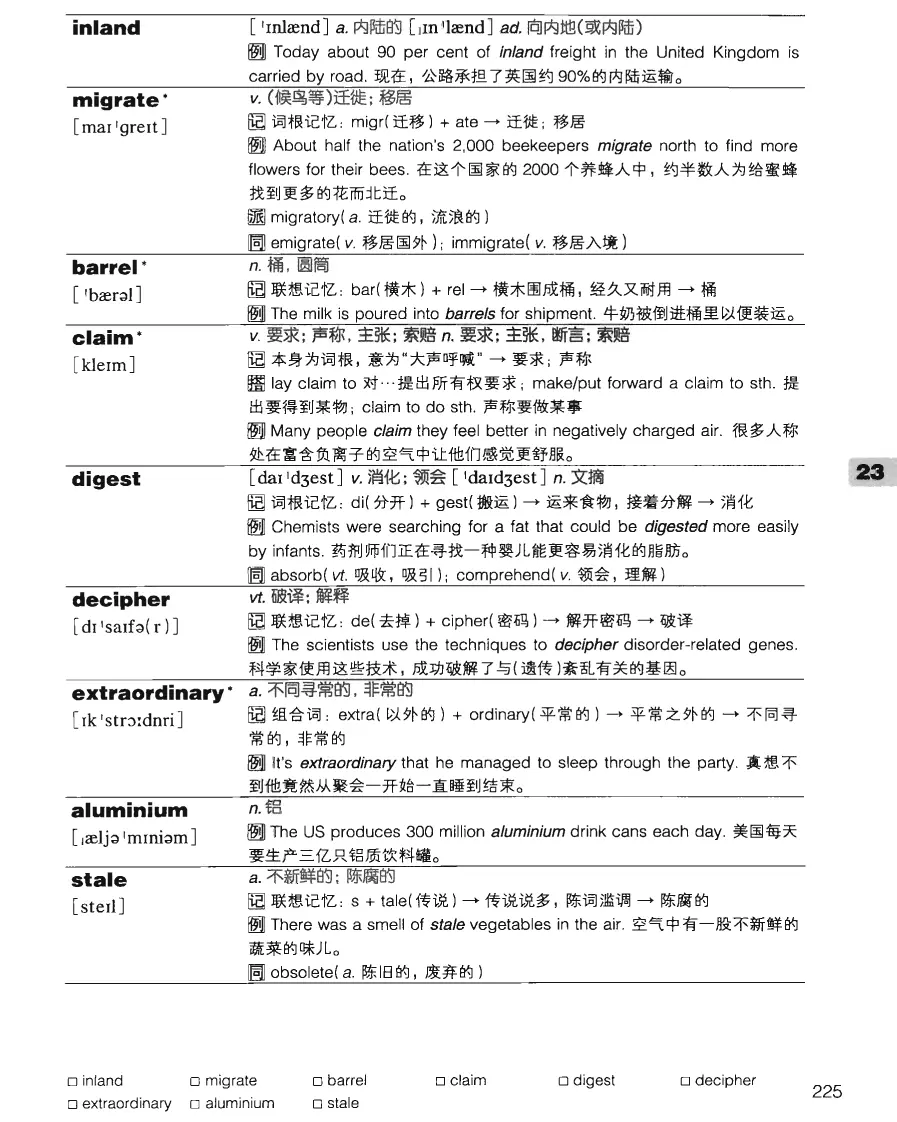 inland [ˈɪnlænd] a. 内陆的 [ˌɪnˈlænd] ad. 向内地(或内陆)
例 Today about 90 per cent of inland freight in the United Kingdom is
carried by road. 现在，公路承担了英国约 90%的内陆运输。
migrate* v. (候鸟等)迁徙; 移居
[maɪˈɡreɪt] 记 词根记忆: migr(迁移) + ate → 迁徙; 移居
例 About half the nation's 2,000 beekeepers migrate north to find more
flowers for their bees. 在这个国家的 2000 个养蜂人中，约半数人为给蜜蜂
找到更多的花而北迁。
派 migratory(a. 迁徙的，流浪的)
同 emigrate(v. 移居国外); immigrate(v. 移居入境)
barrel* n. 桶, 圆筒
[ˈbærəl] 记 联想记忆: bar(横木) + rel → 横木围成桶，经久又耐用 → 桶
例 The milk is poured into barrels for shipment. 牛奶被倒进桶里以便装运。
claim* v. 要求; 声称, 主张; 索赔 n. 要求; 主张, 断言; 索赔
[kleɪm] 记 本身为词根，意为“大声呼喊” → 要求; 声称
搭 lay claim to 对…提出所有权要求; make/put forward a claim to sth. 提
出要得到某物; claim to do sth. 声称要做某事
例 Many people claim they feel better in negatively charged air. 很多人称
处在富含负离子的空气中让他们感觉更舒服。
digest [daɪˈdʒest] v. 消化; 领会 [ˈdaɪdʒest] n. 文摘
23
记 词根记忆: di(分开) + gest(搬运) → 运来食物，接着分解 → 消化
例 Chemists were searching for a fat that could be digested more easily
by infants. 药剂师们正在寻找一种婴儿能更容易消化的脂肪。
同 absorb(vt. 吸收，吸引); comprehend(v. 领会，理解)
decipher vt. 破译; 解释
[dɪˈsaɪfə(r)] 记 联想记忆: de(去掉) + cipher(密码) → 解开密码 → 破译
例 The scientists use the techniques to decipher disorder-related genes.
科学家使用这些技术，成功破解了与(遗传)紊乱有关的基因。
extraordinary* a. 不同寻常的, 非常的
[ɪkˈstrɔːdnri] 记 组合词: extra(以外的) + ordinary(平常的) → 平常之外的 → 不同寻
常的，非常的
例 It's extraordinary that he managed to sleep through the party. 真想不
到他竟然从聚会一开始一直睡到结束。
aluminium n. 铝
[ˌæljəˈmɪniəm] 例 The US produces 300 million aluminium drink cans each day. 美国每天
要生产三亿只铝质饮料罐。
stale a. 不新鲜的; 陈腐的
[steɪl] 记 联想记忆: s + tale(传说) → 传说说多，陈词滥调 → 陈腐的
例 There was a smell of stale vegetables in the air. 空气中有一股不新鲜的
蔬菜的味儿。
同 obsolete(a. 陈旧的，废弃的)
□ inland □ migrate □ barrel □ claim □ digest □ decipher
□ extraordinary □ aluminium □ stale
225